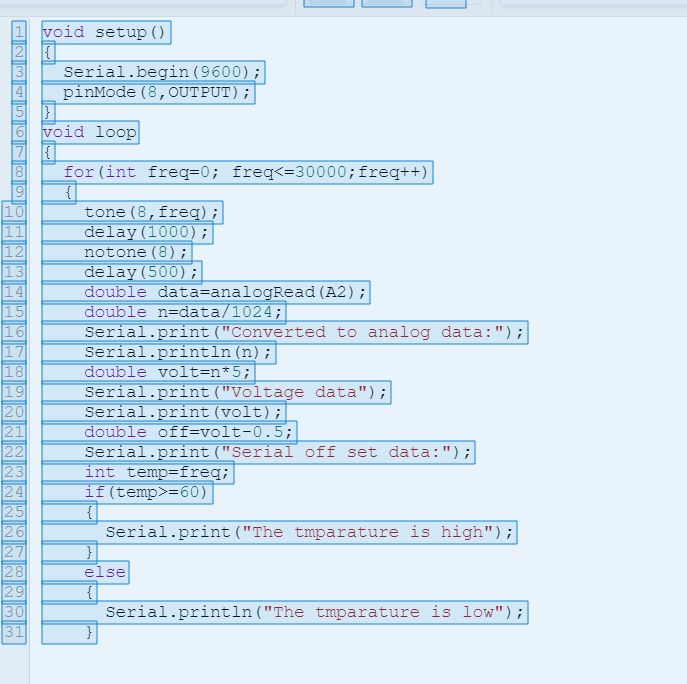 1 void setup()
2 {
3 Serial.begin(9600);
4 pinMode(8,OUTPUT);
5 }
6 void loop
7 {
8 for(int freq=0; freq<=30000;freq++)
9 {
10 tone(8,freq);
11 delay(1000);
12 notone(8);
13 delay(500);
14 double data=analogRead(A2);
15 double n=data/1024;
16 Serial.print("Converted to analog data:");
17 Serial.println(n);
18 double volt=n*5;
19 Serial.print("Voltage data");
20 Serial.print(volt);
21 double off=volt-0.5;
22 Serial.print("Serial off set data:");
23 int temp=freq;
24 if(temp>=60)
25 {
26 Serial.print("The tmparature is high");
27 }
28 else
29 {
30 Serial.println("The tmparature is low");
31 }